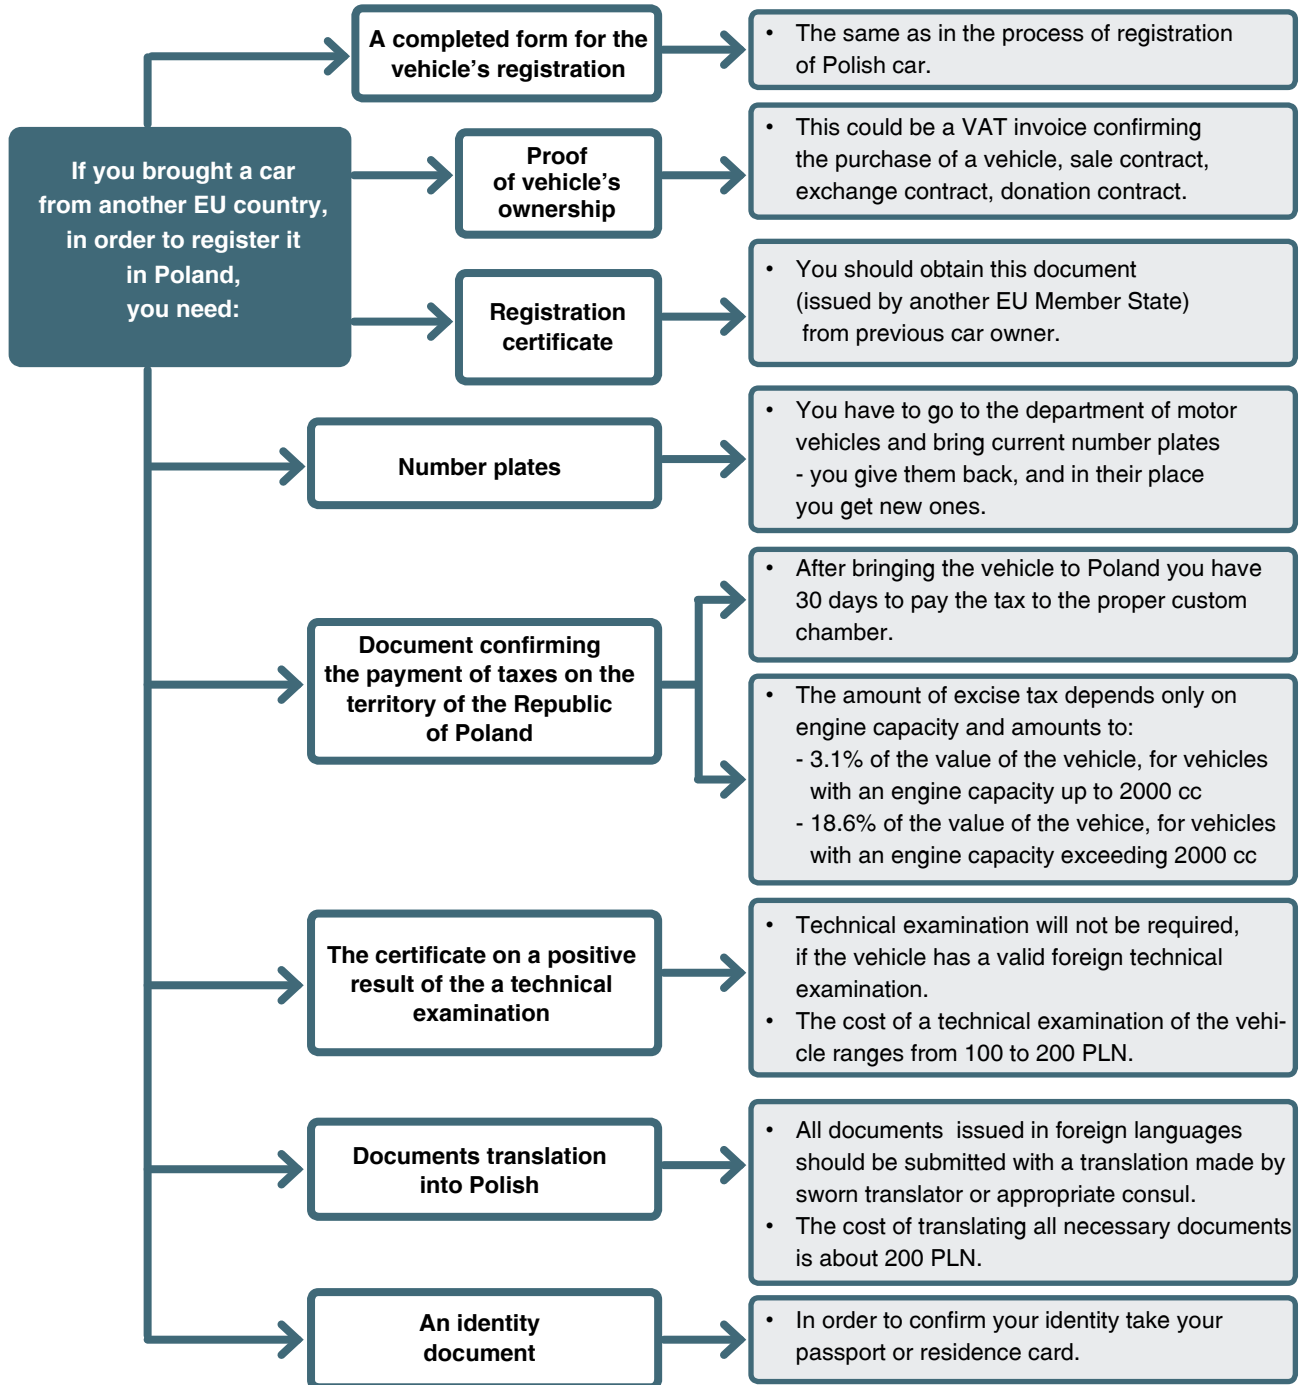 If you brought a car
from another EU country,
in order to register it
in Poland,
you need:
A completed form for the
vehicle's registration
• The same as in the process of registration
of Polish car.
Proof
of vehicle's
ownership
• This could be a VAT invoice confirming
the purchase of a vehicle, sale contract,
exchange contract, donation contract.
Registration
certificate
• You should obtain this document
(issued by another EU Member State)
from previous car owner.
Number plates
• You have to go to the department of motor
vehicles and bring current number plates
- you give them back, and in their place
you get new ones.
Document confirming
the payment of taxes on the
territory of the Republic
of Poland
• After bringing the vehicle to Poland you have
30 days to pay the tax to the proper custom
chamber.
• The amount of excise tax depends only on
engine capacity and amounts to:
- 3.1% of the value of the vehicle, for vehicles
with an engine capacity up to 2000 cc
- 18.6% of the value of the vehice, for vehicles
with an engine capacity exceeding 2000 cc
The certificate on a positive
result of the a technical
examination
• Technical examination will not be required,
if the vehicle has a valid foreign technical
examination.
• The cost of a technical examination of the vehi-
cle ranges from 100 to 200 PLN.
Documents translation
into Polish
• All documents issued in foreign languages
should be submitted with a translation made by
sworn translator or appropriate consul.
• The cost of translating all necessary documents
is about 200 PLN.
An identity
document
• In order to confirm your identity take your
passport or residence card.